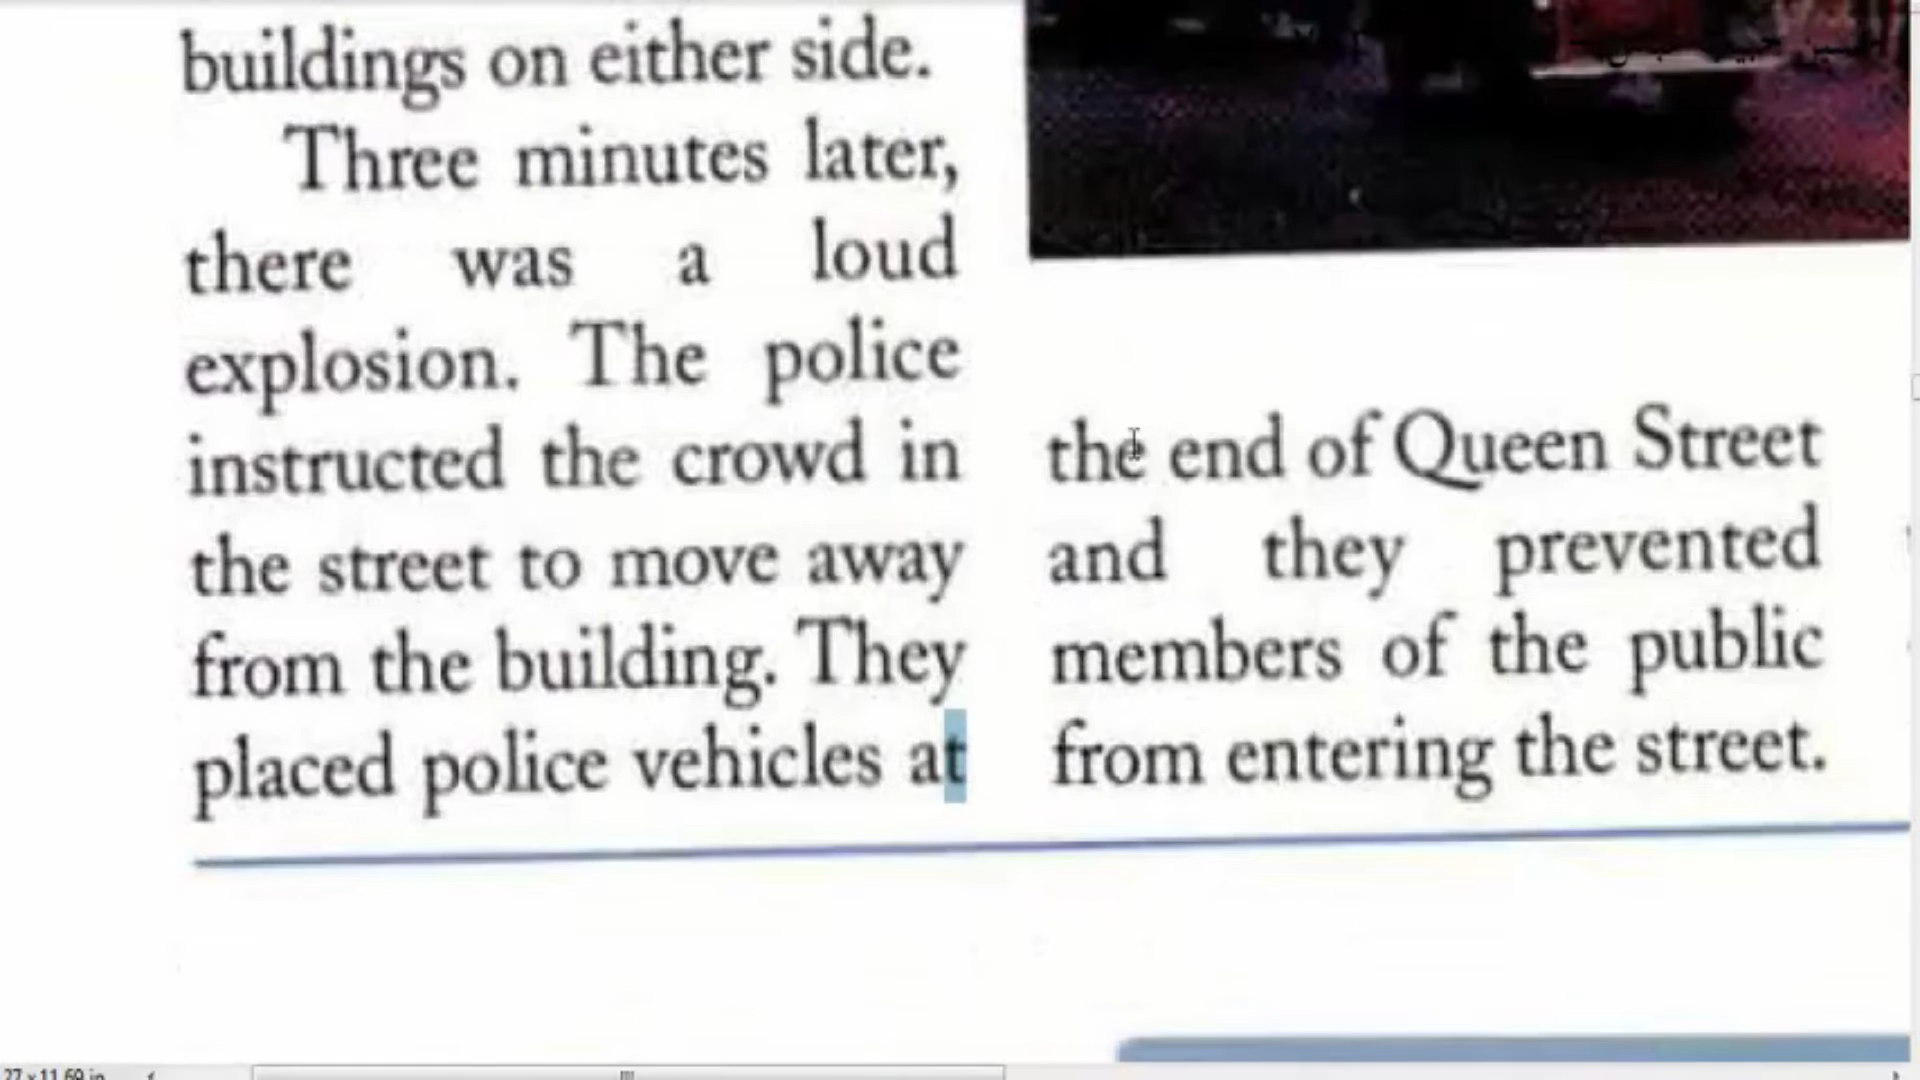 buildings on either side.
Three minutes later,
there was a loud
explosion. The police
instructed the crowd in
the street to move away
from the building. They
placed police vehicles at
the end of Queen Street
and they prevented
members of the public
from entering the street.